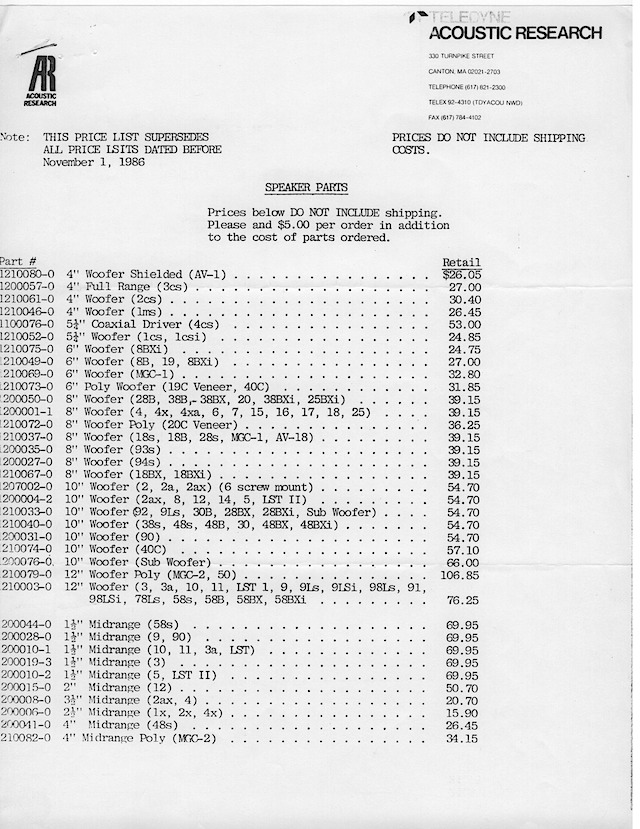 TELEDYNE
ACOUSTIC RESEARCH
330 TURNPIKE STREET
CANTON, MA 02021-2703
TELEPHONE (617) 821-2300
TELEX 92-4310 (TDYACOU NWD)
FAX (617) 784-4102
AR
ACOUSTIC
RESEARCH
Note: THIS PRICE LIST SUPERSEDES
ALL PRICE LSITS DATED BEFORE
November 1, 1986
PRICES DO NOT INCLUDE SHIPPING
COSTS.
SPEAKER PARTS
Prices below DO NOT INCLUDE shipping.
Please and $5.00 per order in addition
to the cost of parts ordered.
Part # Retail
1210080-0 4" Woofer Shielded (AV-1) . . . . . . . . . . . . . . . . $26.05
1200057-0 4" Full Range (3cs) . . . . . . . . . . . . . . . . . . . 27.00
1210061-0 4" Woofer (2cs) . . . . . . . . . . . . . . . . . . . . . 30.40
1210046-0 4" Woofer (1ms) . . . . . . . . . . . . . . . . . . . . . 26.45
1100076-0 5¼" Coaxial Driver (4cs) . . . . . . . . . . . . . . . . 53.00
1210052-0 5¼" Woofer (1cs, 1csi) . . . . . . . . . . . . . . . . . 24.85
1210075-0 6" Woofer (8BXi) . . . . . . . . . . . . . . . . . . . . 24.75
1210049-0 6" Woofer (8B, 19, 8BXi) . . . . . . . . . . . . . . . . 27.00
1210069-0 6" Woofer (MGC-1) . . . . . . . . . . . . . . . . . . . . 32.80
1210073-0 6" Poly Woofer (19C Veneer, 40C) . . . . . . . . . . . . 31.85
1200050-0 8" Woofer (28B, 38B,-38BX, 20, 38BXi, 25BXi) . . . . . . 39.15
1200001-1 8" Woofer (4, 4x, 4xa, 6, 7, 15, 16, 17, 18, 25) . . . . 39.15
1210072-0 8" Woofer Poly (20C Veneer) . . . . . . . . . . . . . . . 36.25
1210037-0 8" Woofer (18s, 18B, 28s, MGC-1, AV-18) . . . . . . . . . 39.15
1200035-0 8" Woofer (93s) . . . . . . . . . . . . . . . . . . . . . 39.15
1200027-0 8" Woofer (94s) . . . . . . . . . . . . . . . . . . . . . 39.15
1210067-0 8" Woofer (18BX, 18BXi) . . . . . . . . . . . . . . . . . 39.15
1207002-0 10" Woofer (2, 2a, 2ax) (6 screw mount) . . . . . . . . . 54.70
1200004-2 10" Woofer (2ax, 8, 12, 14, 5, LST II) . . . . . . . . . 54.70
1210033-0 10" Woofer (92, 9Ls, 30B, 28BX, 28BXi, Sub Woofer) . . . 54.70
1210040-0 10" Woofer (38s, 48s, 48B, 30, 48BX, 48BXi) . . . . . . . 54.70
1200031-0 10" Woofer (90) . . . . . . . . . . . . . . . . . . . . . 54.70
1210074-0 10" Woofer (40C) . . . . . . . . . . . . . . . . . . . . 57.10
1200076-0 10" Woofer (Sub Woofer) . . . . . . . . . . . . . . . . . 66.00
1210079-0 12" Woofer Poly (MGC-2, 50) . . . . . . . . . . . . . . . 106.85
1210003-0 12" Woofer (3, 3a, 10, 11, LST 1, 9, 9Ls, 9LSi, 98Ls, 91,
98LSi, 78Ls, 58s, 58B, 58BX, 58BXi . . . . . . . . . 76.25
200044-0 1½" Midrange (58s) . . . . . . . . . . . . . . . . . . . 69.95
200028-0 1½" Midrange (9, 90) . . . . . . . . . . . . . . . . . . 69.95
200010-1 1½" Midrange (10, 11, 3a, LST) . . . . . . . . . . . . . 69.95
200019-3 1½" Midrange (3) . . . . . . . . . . . . . . . . . . . . 69.95
200010-2 1½" Midrange (5, LST II) . . . . . . . . . . . . . . . . 69.95
200015-0 2" Midrange (12) . . . . . . . . . . . . . . . . . . . . 50.70
200008-0 3½" Midrange (2ax, 4) . . . . . . . . . . . . . . . . . . 20.70
200006-0 2½" Midrange (1x, 2x, 4x) . . . . . . . . . . . . . . . . 15.90
200041-0 4" Midrange (48s) . . . . . . . . . . . . . . . . . . . . 26.45
210082-0 4" Midrange Poly (MGC-2) . . . . . . . . . . . . . . . . 34.15